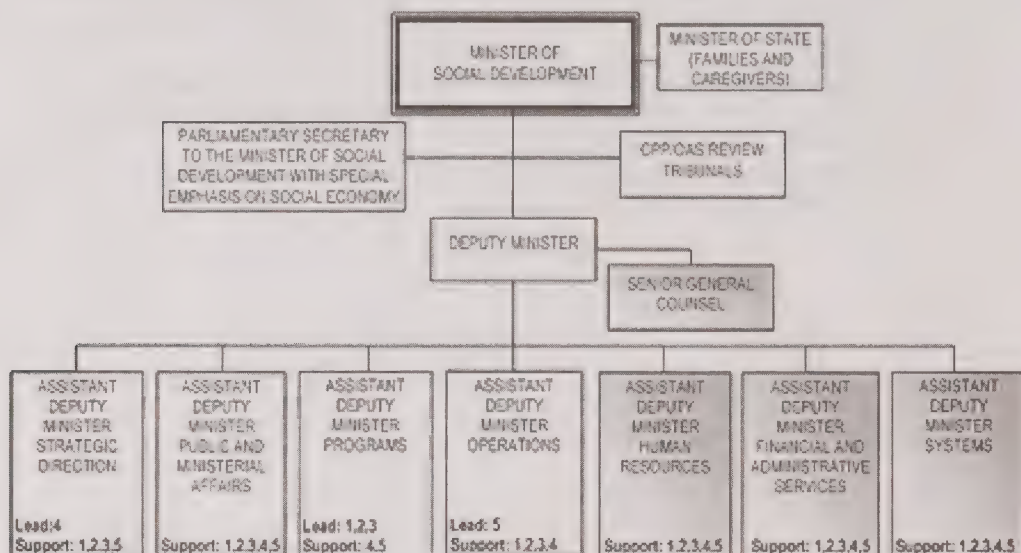 MINISTER OF
SOCIAL DEVELOPMENT
MINISTER OF STATE
(FAMILIES AND
CAREGIVERS)
PARLIAMENTARY SECRETARY
TO THE MINISTER OF SOCIAL
DEVELOPMENT WITH SPECIAL
EMPHASIS ON SOCIAL ECONOMY
CPP/OAS REVIEW
TRIBUNALS
DEPUTY MINISTER
SENIOR GENERAL
COUNSEL
ASSISTANT
DEPUTY
MINISTER
STRATEGIC
DIRECTION
Lead:4
Support: 1,2,3,5
ASSISTANT
DEPUTY
MINISTER
PUBLIC AND
MINISTERIAL
AFFAIRS
Support: 1,2,3,4,5
ASSISTANT
DEPUTY
MINISTER
PROGRAMS
Lead: 1,2,3
Support: 4,5
ASSISTANT
DEPUTY
MINISTER
OPERATIONS
Lead: 5
Support: 1,2,3,4
ASSISTANT
DEPUTY
MINISTER
HUMAN
RESOURCES
Support: 1,2,3,4,5
ASSISTANT
DEPUTY
MINISTER
FINANCIAL AND
ADMINISTRATIVE
SERVICES
Support: 1,2,3,4,5
ASSISTANT
DEPUTY
MINISTER
SYSTEMS
Support: 1,2,3,4,5